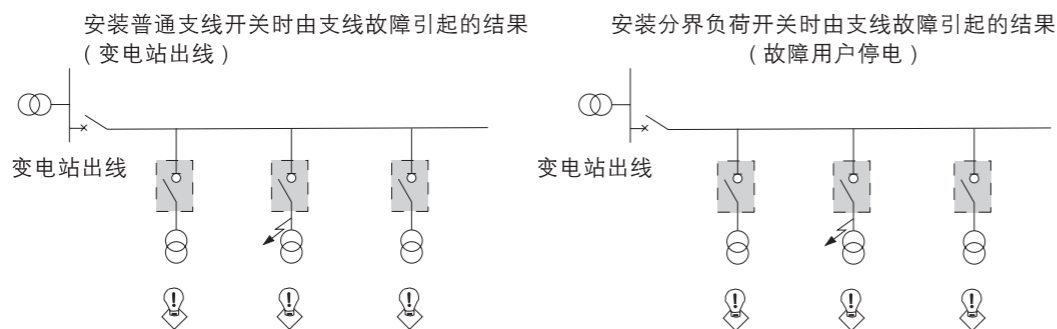 安装普通支线开关时由支线故障引起的结果
(变电站出线)
变电站出线
安装分界负荷开关时由支线故障引起的结果
(故障用户停电)
变电站出线